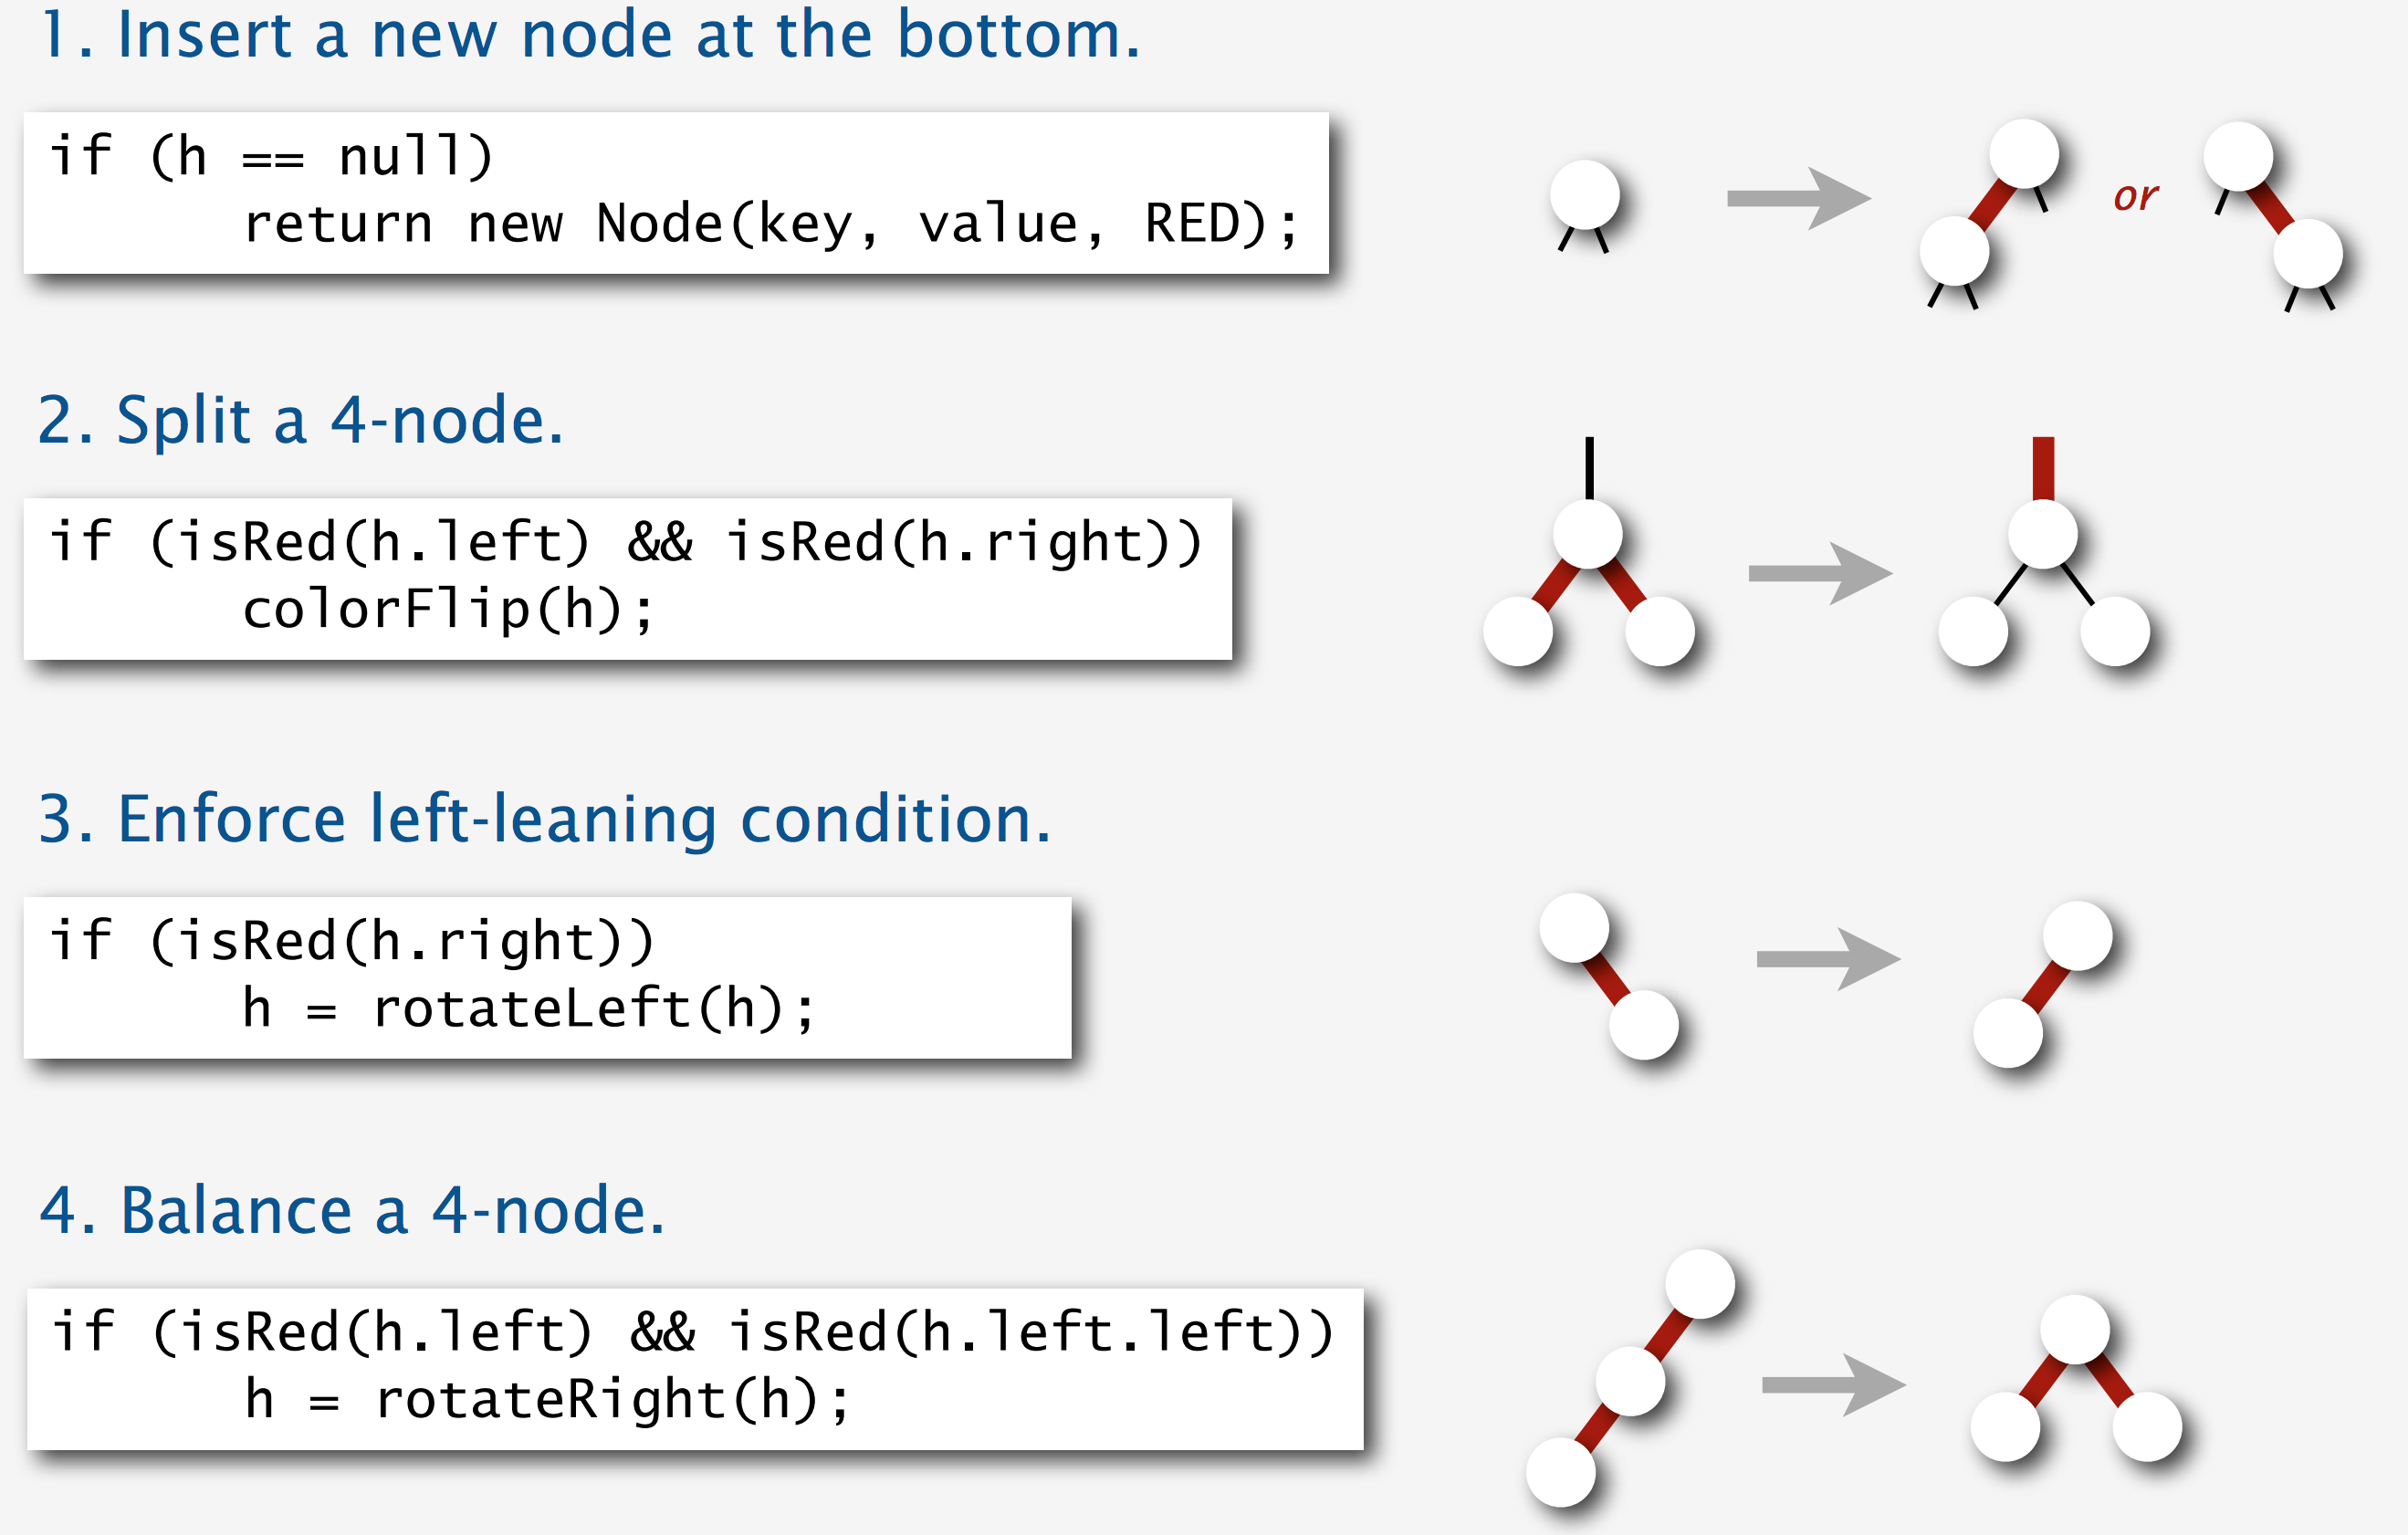 1. Insert a new node at the bottom.
if (h == null)
return new Node(key, value, RED);
or
2. Split a 4-node.
if (isRed(h.left) && isRed(h.right))
colorFlip(h);
3. Enforce left-leaning condition.
if (isRed(h.right))
h = rotateLeft(h);
4. Balance a 4-node.
if (isRed(h.left) && isRed(h.left.left))
h = rotateRight(h);